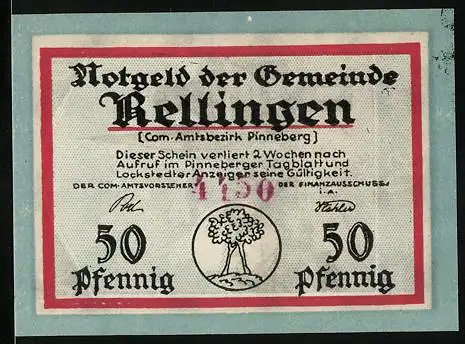 Notgeld der Gemeinde
Rellingen
(Com. Amtsbezirk Pinneberg)
Dieser Schein verliert 2 Wochen nach
Aufruf im Pinneberger Tagblatt und
Lockstedter Anzeiger seine Gültigkeit.
DER COM-AMTSVORSTEHER DER FINANZAUSSCHUSS:
I.A.
50 50
Pfennig Pfennig